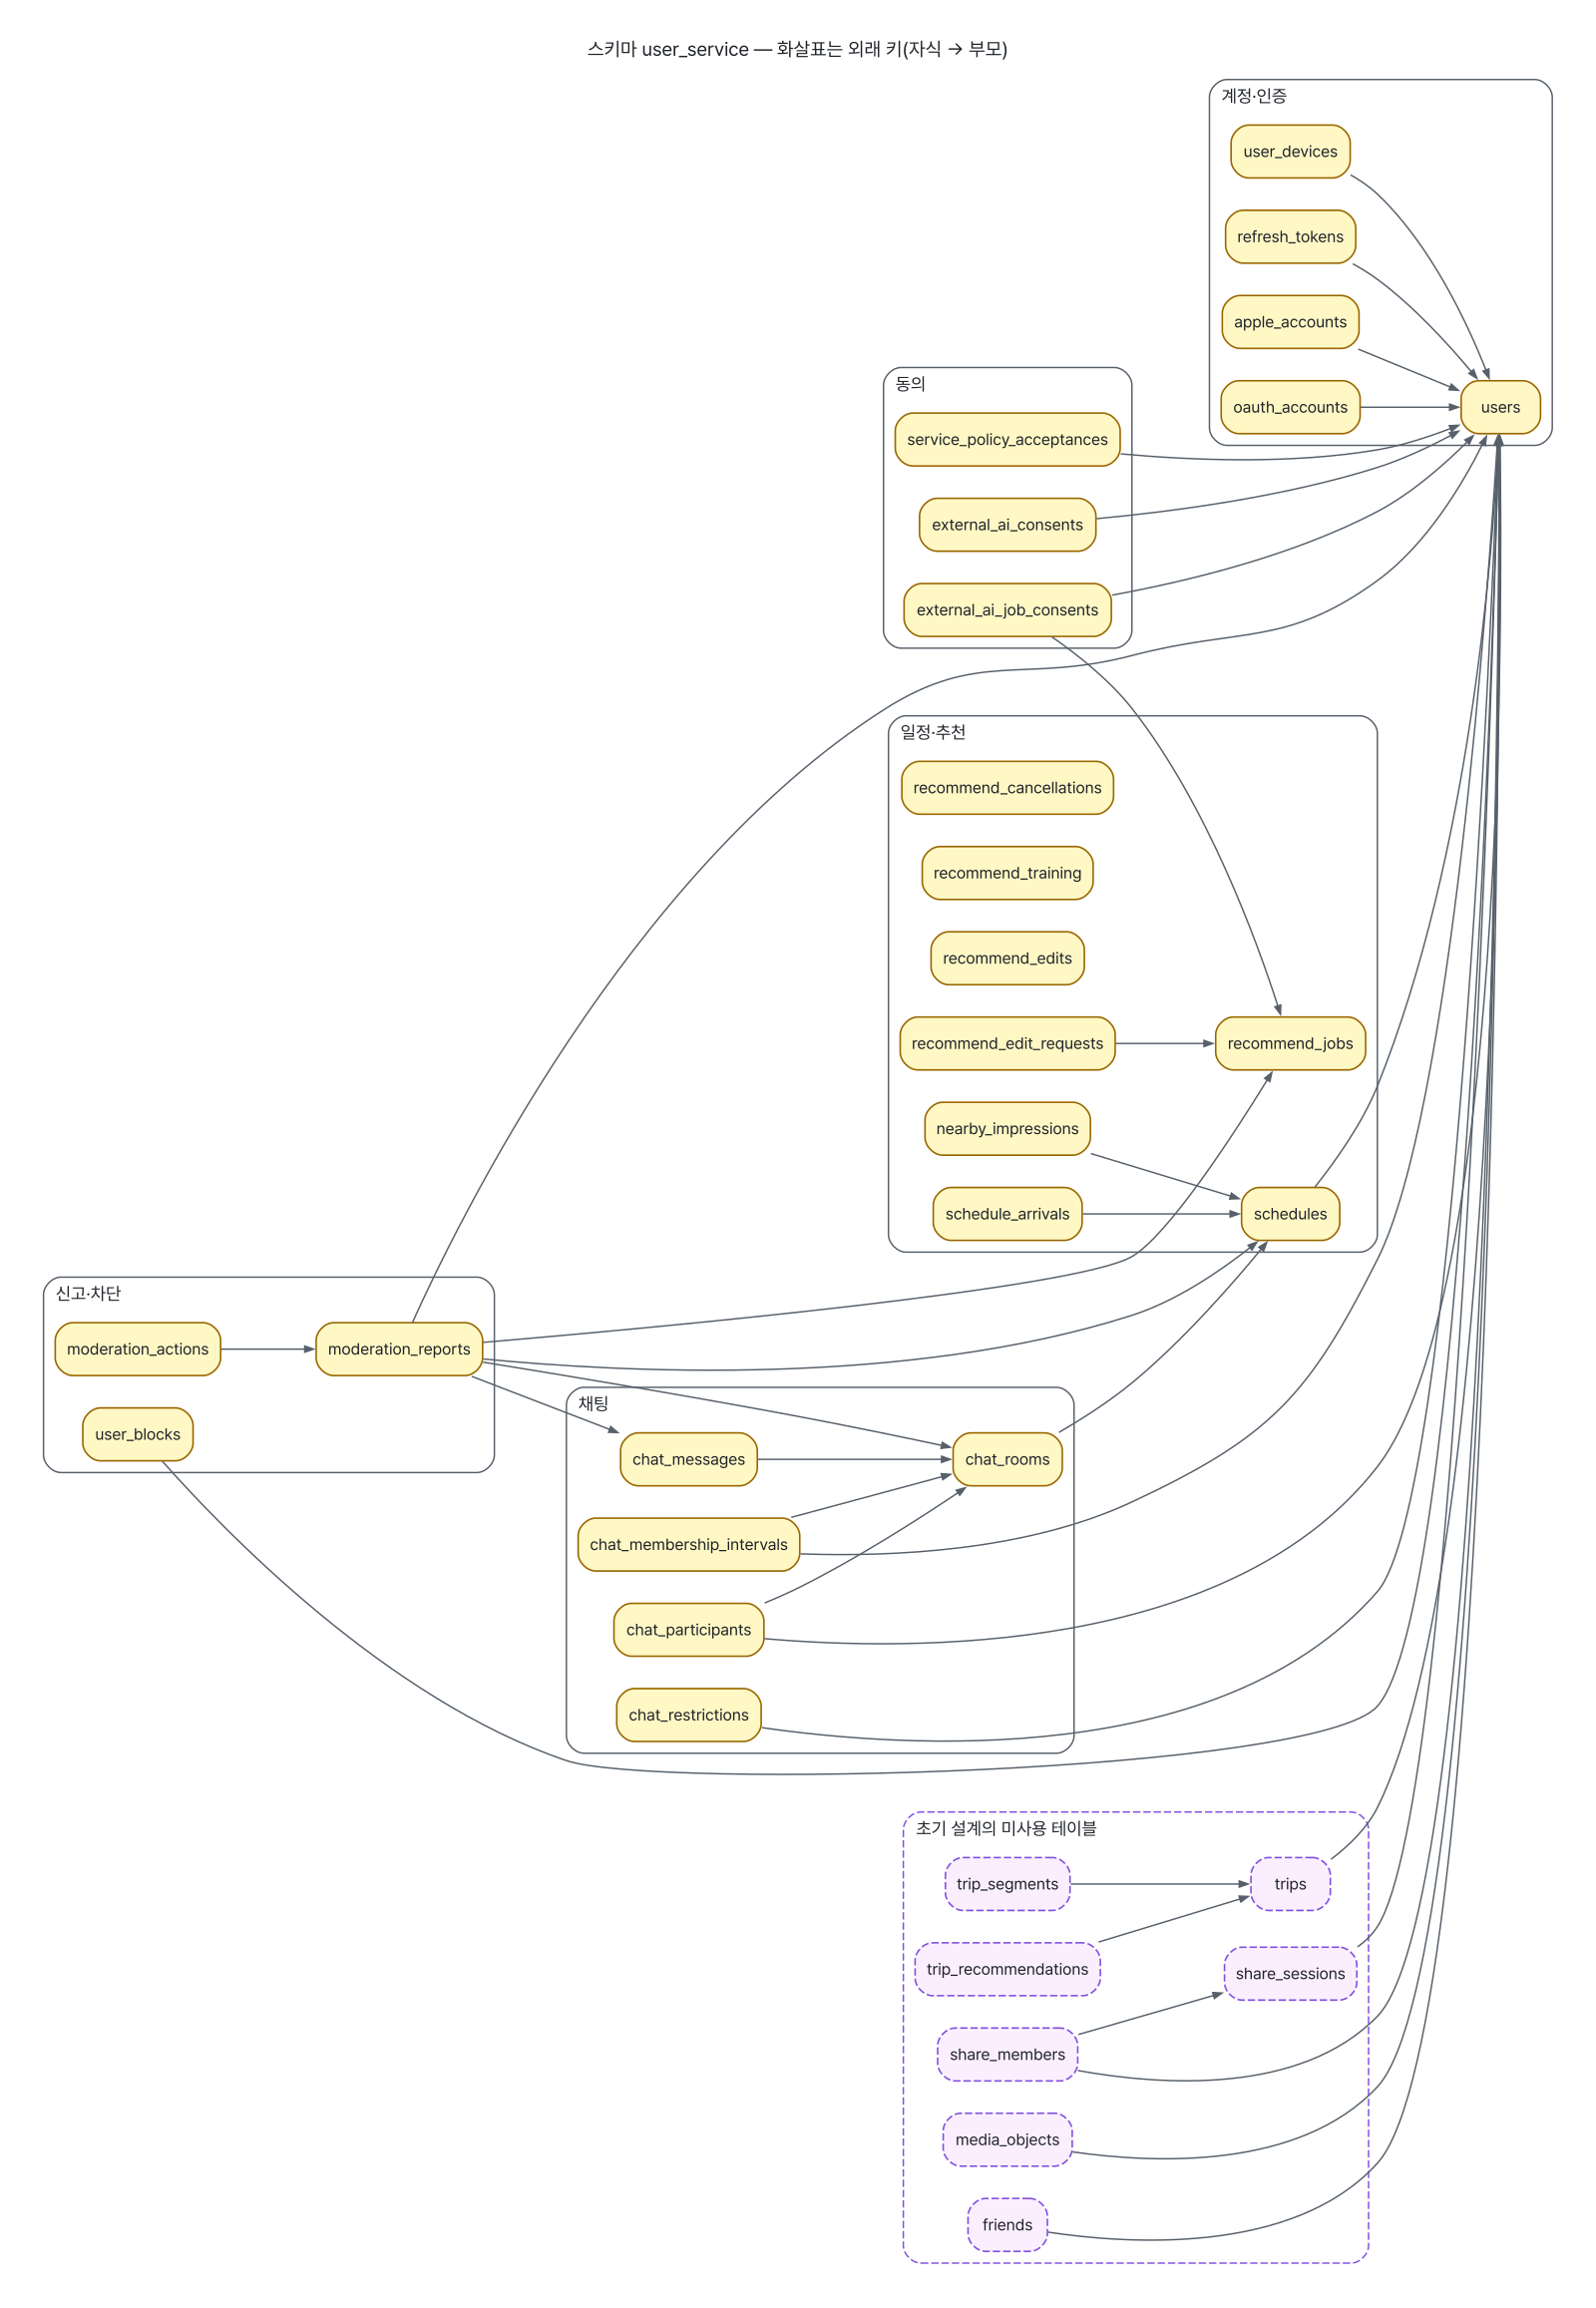 스키마 user_service — 화살표는 외래 키(자식 → 부모)
계정·인증
user_devices
refresh_tokens
apple_accounts
oauth_accounts
users
동의
service_policy_acceptances
external_ai_consents
external_ai_job_consents
일정·추천
recommend_cancellations
recommend_training
recommend_edits
recommend_edit_requests
recommend_jobs
nearby_impressions
schedule_arrivals
schedules
신고·차단
moderation_actions
moderation_reports
user_blocks
채팅
chat_messages
chat_rooms
chat_membership_intervals
chat_participants
chat_restrictions
초기 설계의 미사용 테이블
trip_segments
trips
trip_recommendations
share_sessions
share_members
media_objects
friends